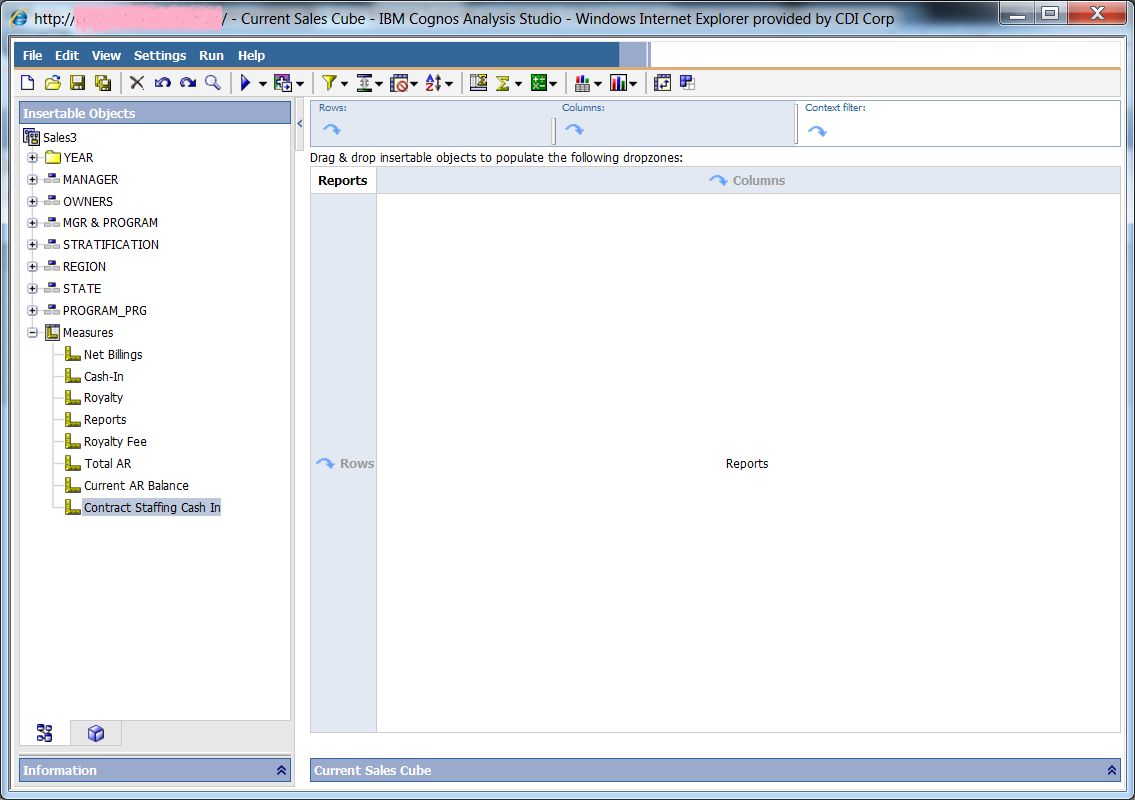 http:// / - Current Sales Cube - IBM Cognos Analysis Studio - Windows Internet Explorer provided by CDI Corp
File Edit View Settings Run Help
Insertable Objects
Rows: Columns: Context filter:
Sales3
YEAR
MANAGER
OWNERS
MGR & PROGRAM
STRATIFICATION
REGION
STATE
PROGRAM_PRG
Measures
Net Billings
Cash-In
Royalty
Reports
Royalty Fee
Total AR
Current AR Balance
Contract Staffing Cash In
Drag & drop insertable objects to populate the following dropzones:
Reports Columns
Rows Reports
Information
Current Sales Cube